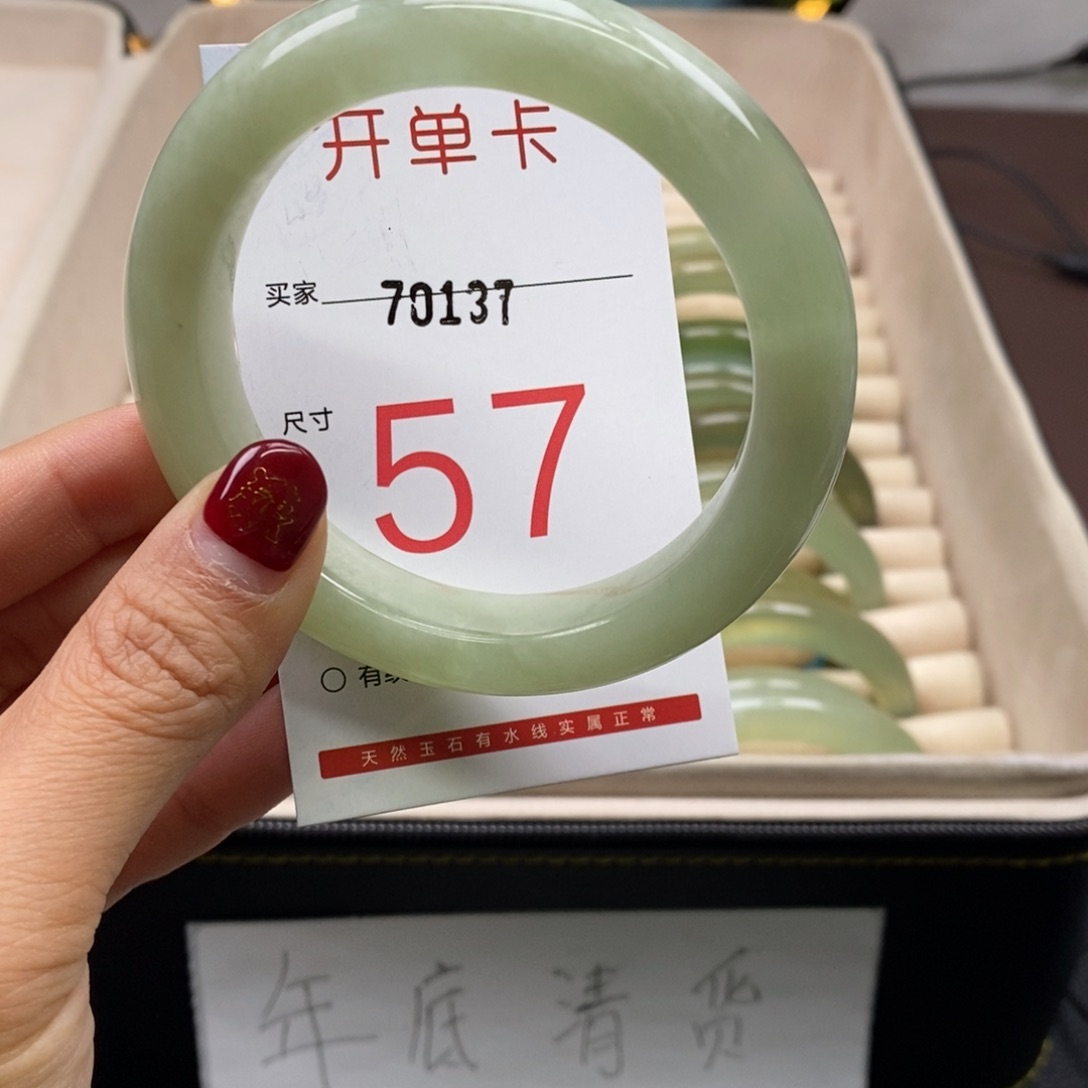 开单卡
买家 70137
尺寸 57
有
天然玉石有水线实属正常
年底清货